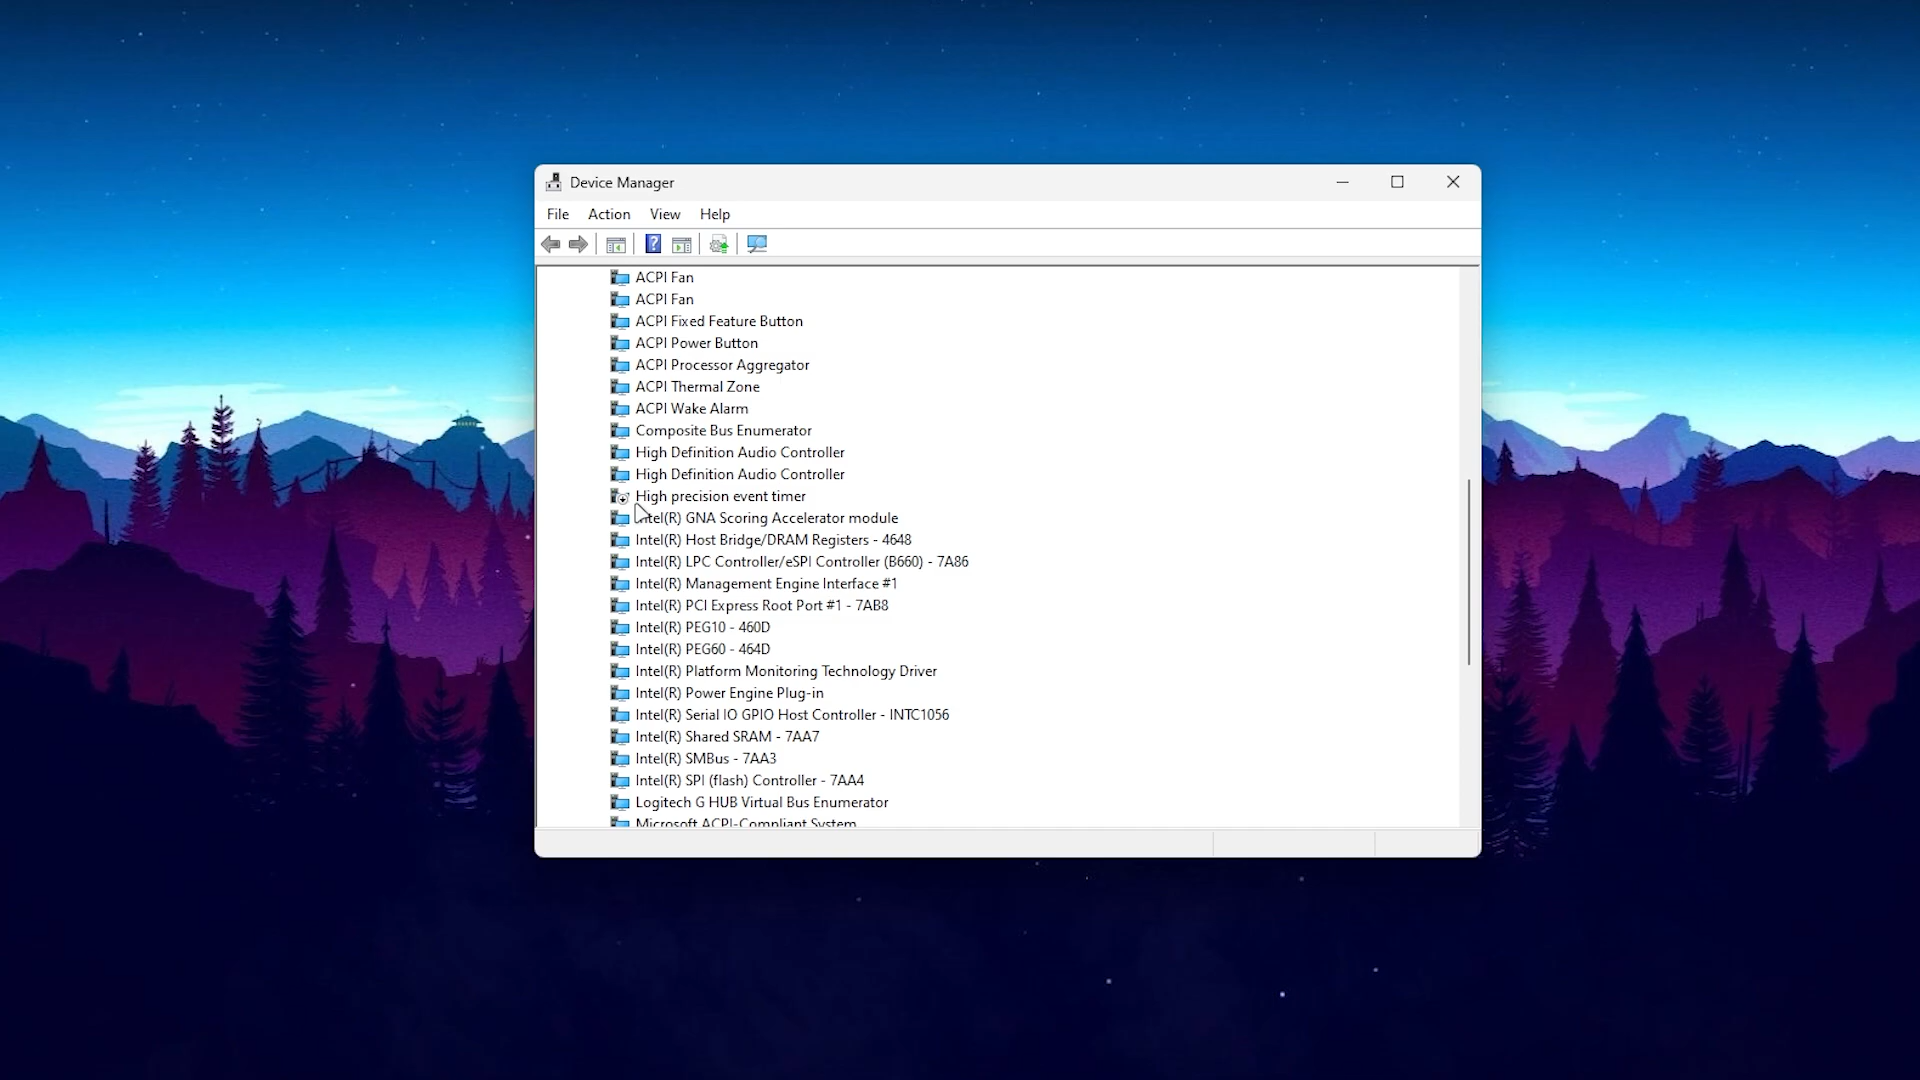 Device Manager
File Action View Help
ACPI Fan
ACPI Fan
ACPI Fixed Feature Button
ACPI Power Button
ACPI Processor Aggregator
ACPI Thermal Zone
ACPI Wake Alarm
Composite Bus Enumerator
High Definition Audio Controller
High Definition Audio Controller
High precision event timer
Intel(R) GNA Scoring Accelerator module
Intel(R) Host Bridge/DRAM Registers - 4648
Intel(R) LPC Controller/eSPI Controller (B660) - 7A86
Intel(R) Management Engine Interface #1
Intel(R) PCI Express Root Port #1 - 7AB8
Intel(R) PEG10 - 460D
Intel(R) PEG60 - 464D
Intel(R) Platform Monitoring Technology Driver
Intel(R) Power Engine Plug-in
Intel(R) Serial IO GPIO Host Controller - INTC1056
Intel(R) Shared SRAM - 7AA7
Intel(R) SMBus - 7AA3
Intel(R) SPI (flash) Controller - 7AA4
Logitech G HUB Virtual Bus Enumerator
Microsoft ACPI-Compliant System